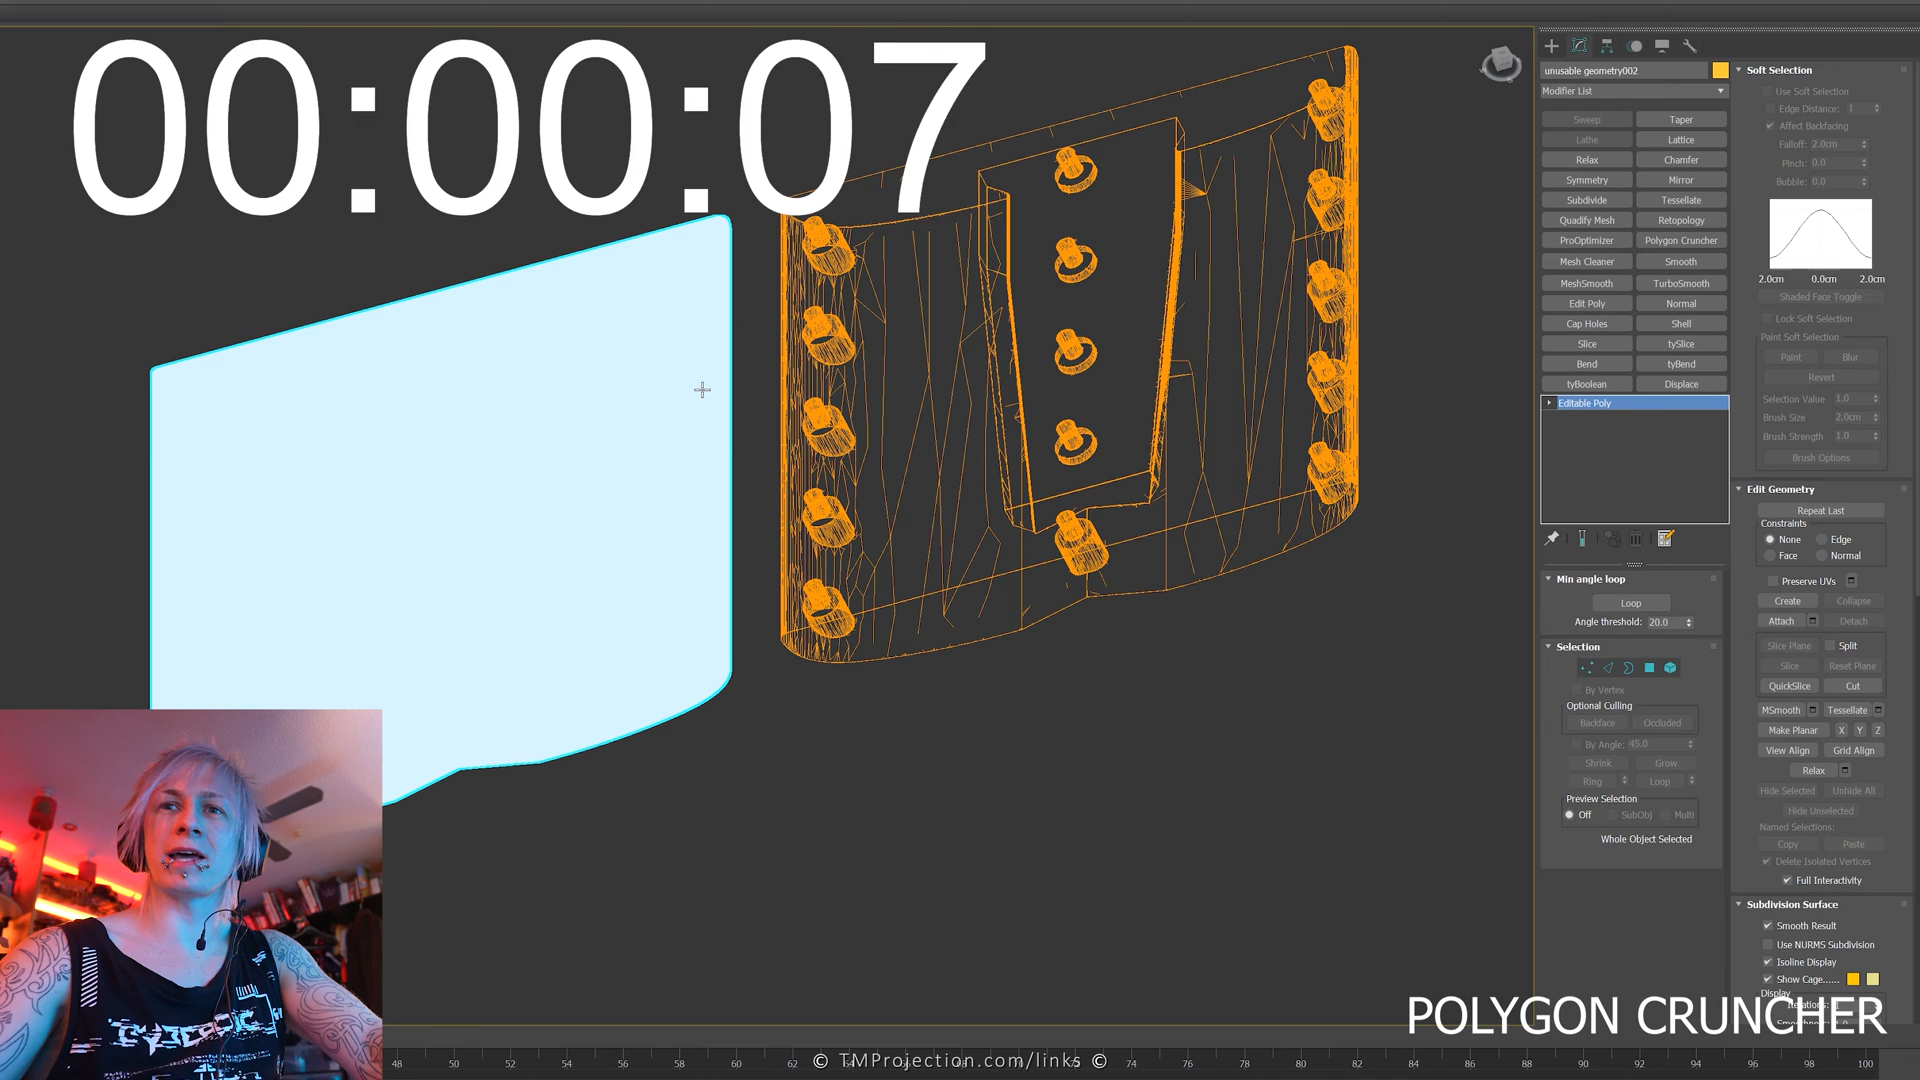 00:00:07
unusable geometry002
Modifier List
Sweep Taper
Lathe Lattice
Relax Chamfer
Symmetry Mirror
Subdivide Tessellate
Quadify Mesh Retopology
ProOptimizer Polygon Cruncher
Mesh Cleaner Smooth
MeshSmooth TurboSmooth
Edit Poly Normal
Cap Holes Shell
Slice tySlice
Bend tyBend
tyBoolean Displace
Editable Poly
Min angle loop
Loop
Angle threshold: 20.0
Selection
By Vertex
Optional Culling
Backface Occluded
By Angle: 45.0
Shrink Grow
Ring Loop
Preview Selection
Off SubObj Multi
Whole Object Selected
Soft Selection
Use Soft Selection
Edge Distance: 1
Affect Backfacing
Falloff: 2.0cm
Pinch: 0.0
Bubble: 0.0
2.0cm 0.0cm 2.0cm
Shaded Face Toggle
Lock Soft Selection
Paint Soft Selection
Paint Blur
Revert
Selection Value 1.0
Brush Size 2.0cm
Brush Strength 1.0
Brush Options
Edit Geometry
Repeat Last
Constraints
None Edge
Face Normal
Preserve UVs
Create Collapse
Attach Detach
Slice Plane Split
Slice Reset Plane
QuickSlice Cut
MSmooth Tessellate
Make Planar X Y Z
View Align Grid Align
Relax
Hide Selected Unhide All
Hide Unselected
Named Selections:
Copy Paste
Delete Isolated Vertices
Full Interactivity
Subdivision Surface
Smooth Result
Use NURMS Subdivision
Isoline Display
Show Cage......
Display
POLYGON CRUNCHER
48 50 52 54 56 58 60 62 © TMProjection.com/links © 74 76 78 80 82 84 86 88 90 92 94 96 98 100